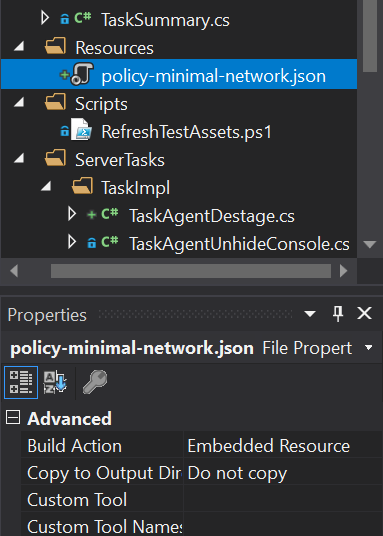 C# TaskSummary.cs
Resources
policy-minimal-network.json
Scripts
RefreshTestAssets.ps1
ServerTasks
TaskImpl
C# TaskAgentDestage.cs
C# TaskAgentUnhideConsole.cs
Properties
policy-minimal-network.json File Propert
Advanced
Build Action Embedded Resource
Copy to Output Dir Do not copy
Custom Tool
Custom Tool Names